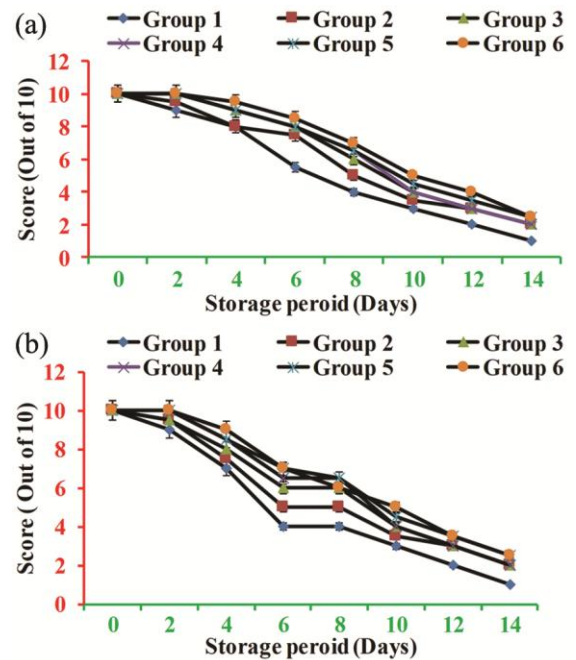 (a)
Group 1 Group 2 Group 3
Group 4 Group 5 Group 6
Score (Out of 10)
12
10
8
6
4
2
0
0 2 4 6 8 10 12 14
Storage peroid (Days)
(b)
Group 1 Group 2 Group 3
Group 4 Group 5 Group 6
Score ( Out of 10)
12
10
8
6
4
2
0
0 2 4 6 8 10 12 14
Storage peroid (Days)